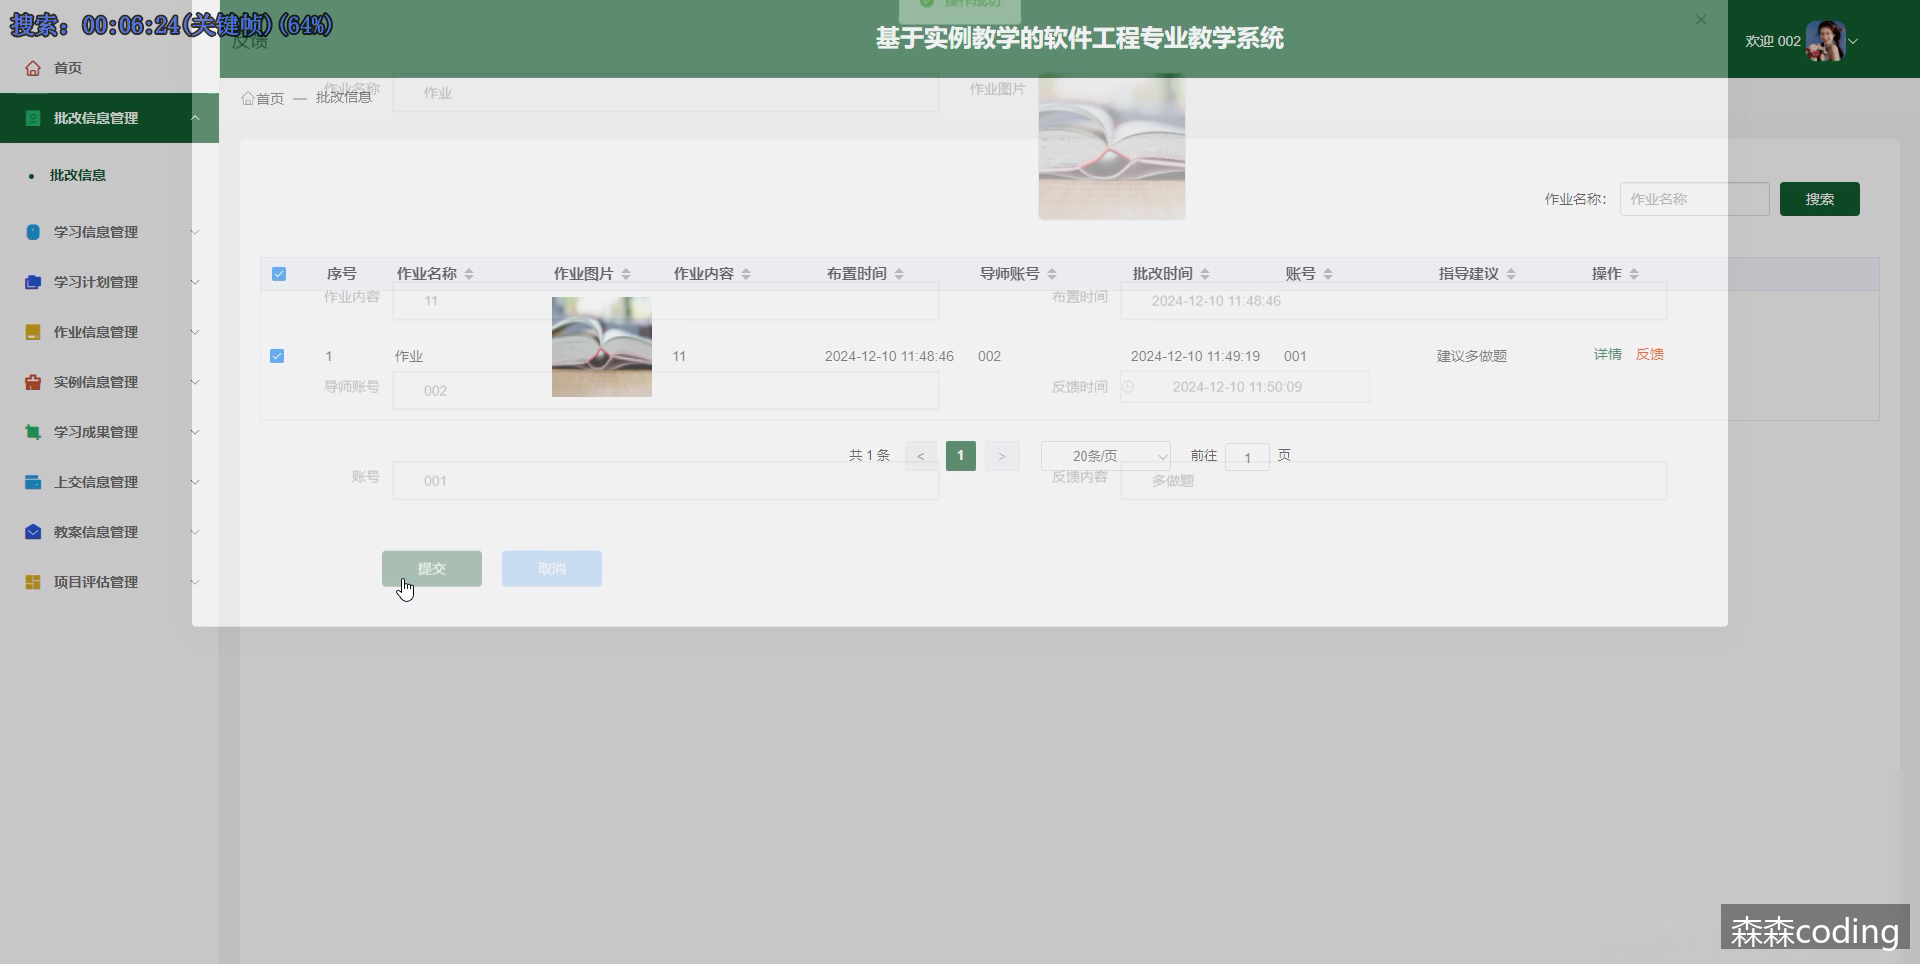 搜索: 00:06:24(关键帧)(64%)
反馈
操作成功
基于实例教学的软件工程专业教学系统
欢迎 002
首页
批改信息管理
批改信息
学习信息管理
学习计划管理
作业信息管理
实例信息管理
学习成果管理
上交信息管理
教案信息管理
项目评估管理
首页 — 批改信息
作业名称 作业
作业图片
作业名称: 作业名称 搜索
序号 作业名称 作业图片 作业内容 布置时间 导师账号 批改时间 账号 指导建议 操作
作业内容 11 布置时间 2024-12-10 11:48:46
1 作业 11 2024-12-10 11:48:46 002 2024-12-10 11:49:19 001 建议多做题 详情 反馈
导师账号 002 反馈时间 2024-12-10 11:50:09
共 1 条 < 1 > 20条/页 前往 1 页
账号 001 反馈内容 多做题
提交 取消
森森coding